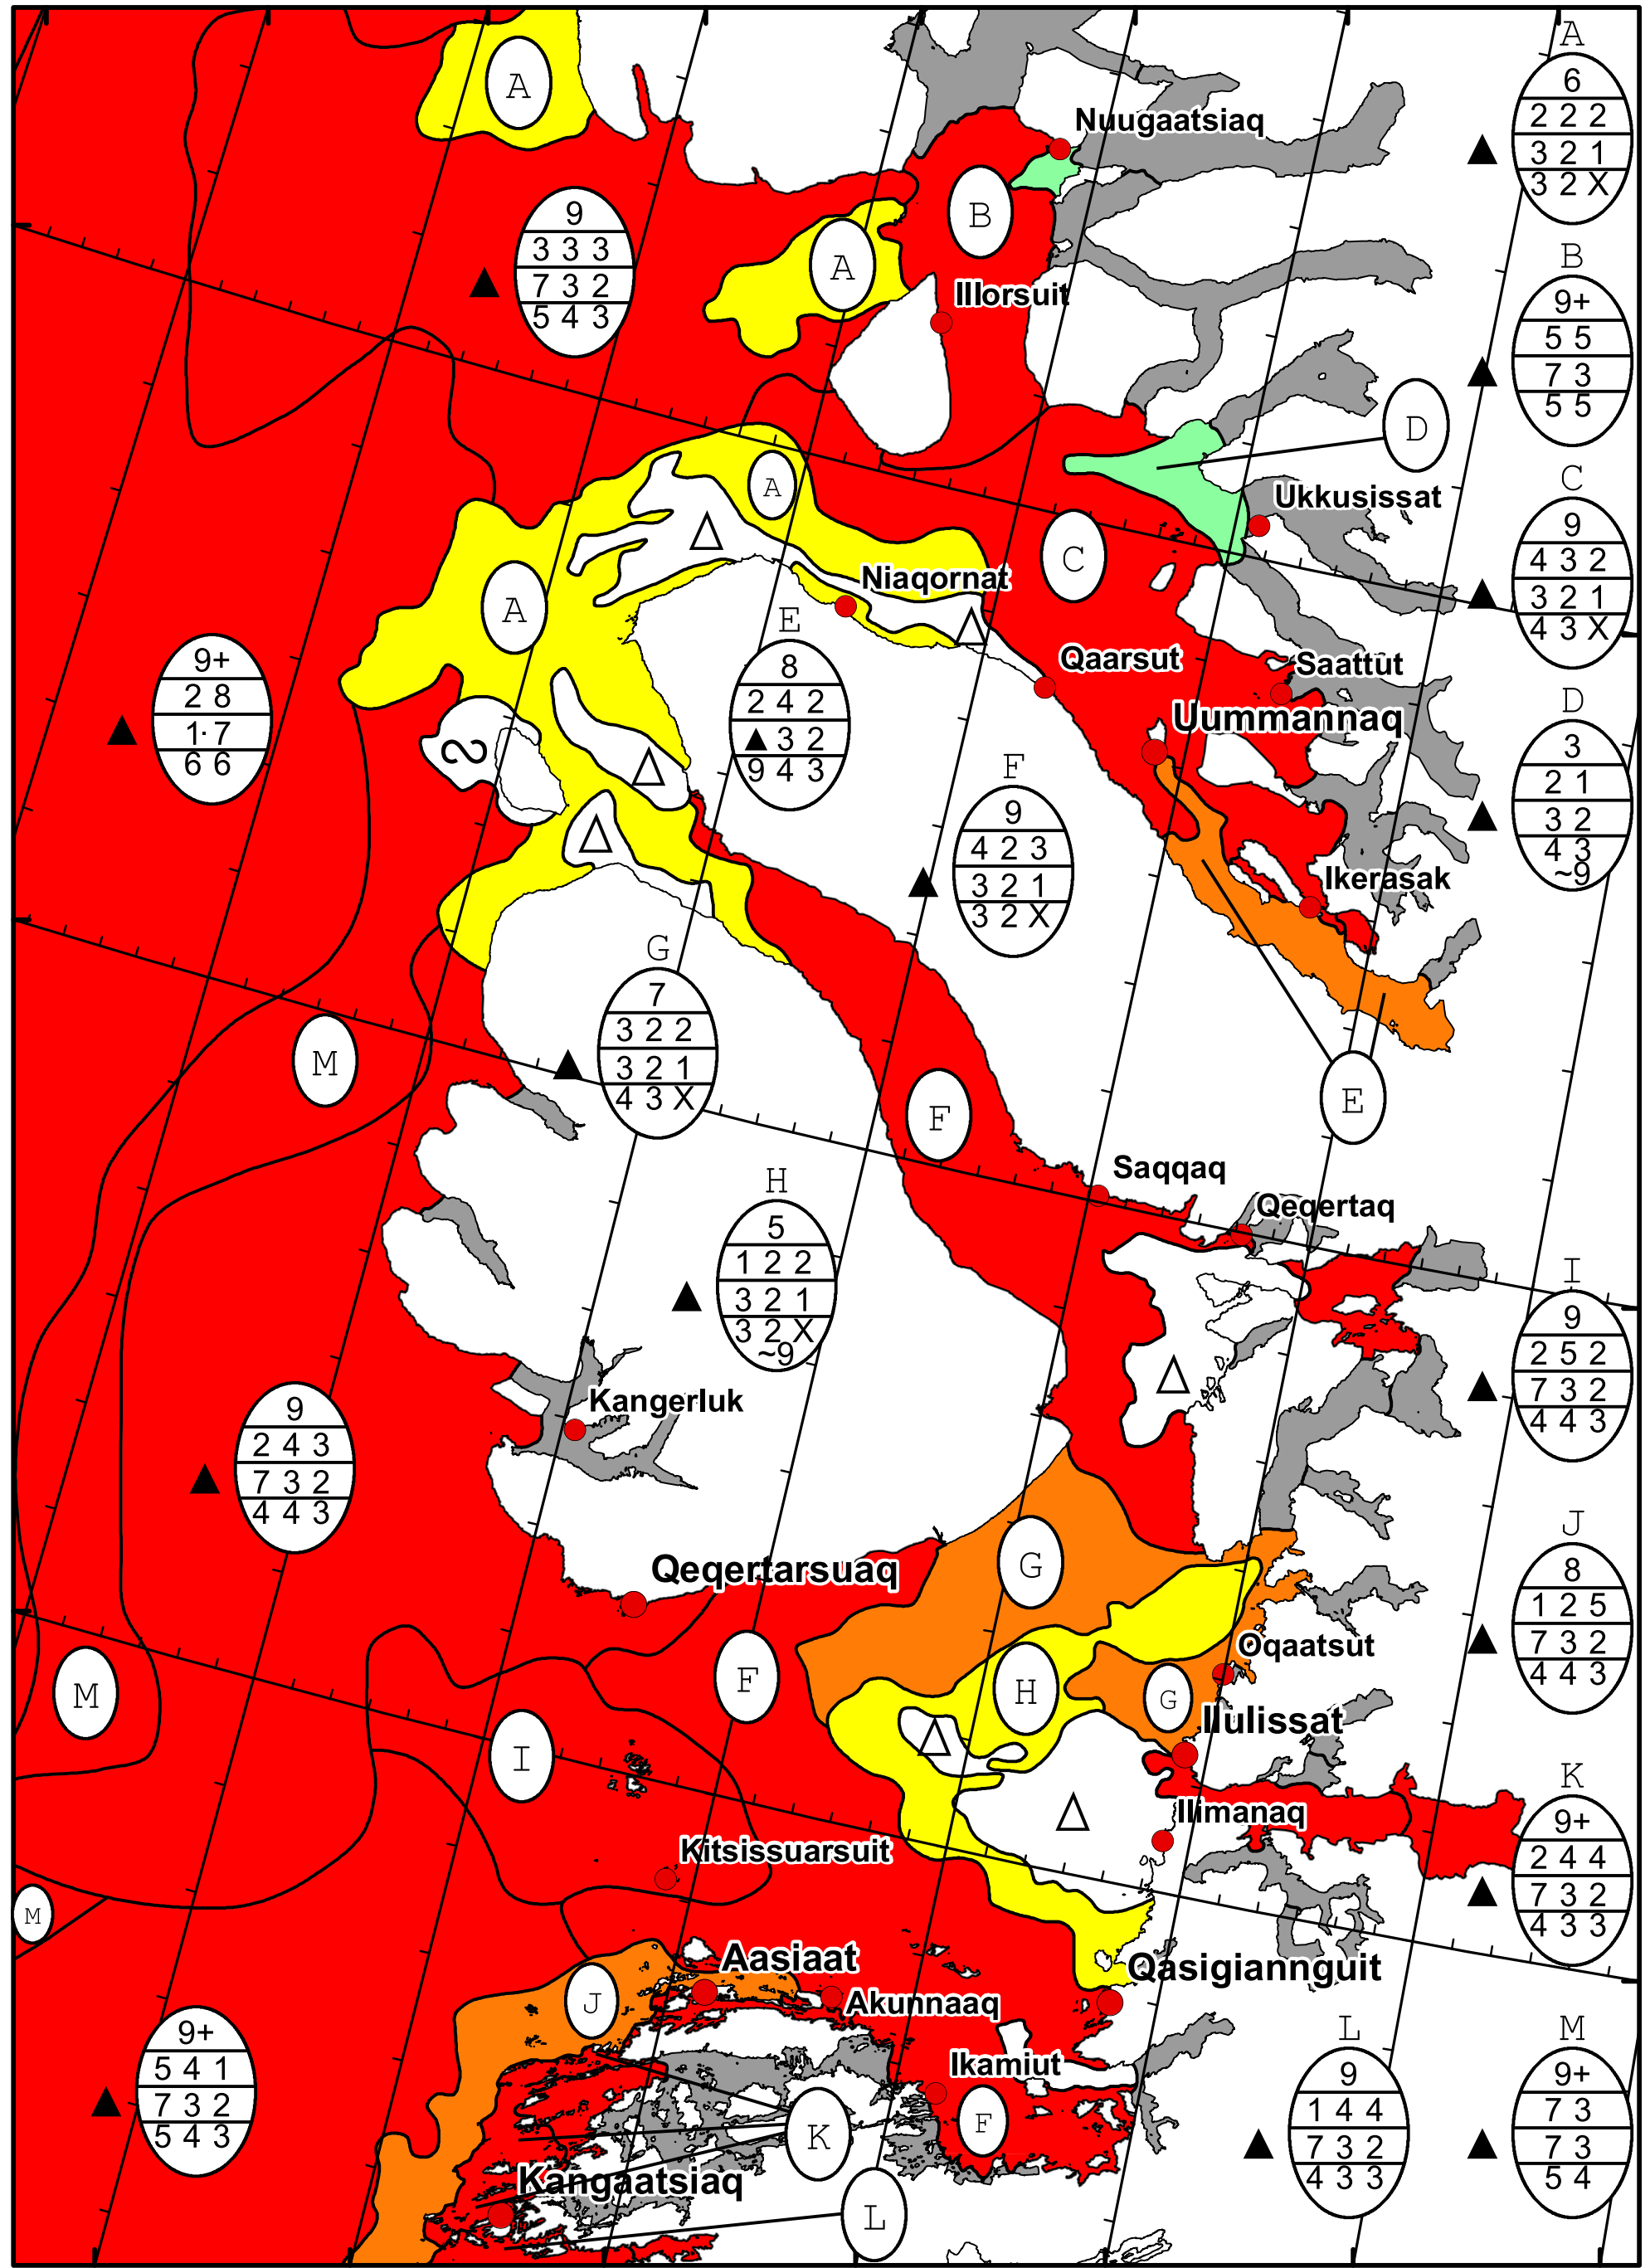 A
6
2 2 2
3 2 1
3 2 X
A
Nuugaatsiaq
B
9
3 3 3
7 3 2
5 4 3
A
Illorsuit
B
9+
5 5
7 3
5 5
D
A
Ukkusissat
C
C
9
4 3 2
3 2 1
4 3 X
A
Niaqornat
E
8
2 4 2
▲ 3 2
9 4 3
Qaarsut
Saattut
Uummannaq
9+
2 8
1· 7
6 6
D
3
2 1
3 2
4 3
~9
2
F
9
4 2 3
3 2 1
3 2 X
Ikerasak
G
7
3 2 2
3 2 1
4 3 X
M
F
E
Saqqaq
Qeqertaq
H
5
1 2 2
3 2 1
3 2 X
~9
I
9
2 5 2
7 3 2
4 4 3
Kangerluk
9
2 4 3
7 3 2
4 4 3
G
Qeqertarsuaq
J
8
1 2 5
7 3 2
4 4 3
Oqaatsut
M
F
H
G
Ilulissat
I
Ilimanaq
Kitsissuarsuit
K
9+
2 4 4
7 3 2
4 3 3
M
Aasiaat
Qasigiannguit
J
Akunnaaq
9+
5 4 1
7 3 2
5 4 3
Ikamiut
F
K
L
9
1 4 4
7 3 2
4 3 3
M
9+
7 3
7 3
5 4
Kangaatsiaq
L